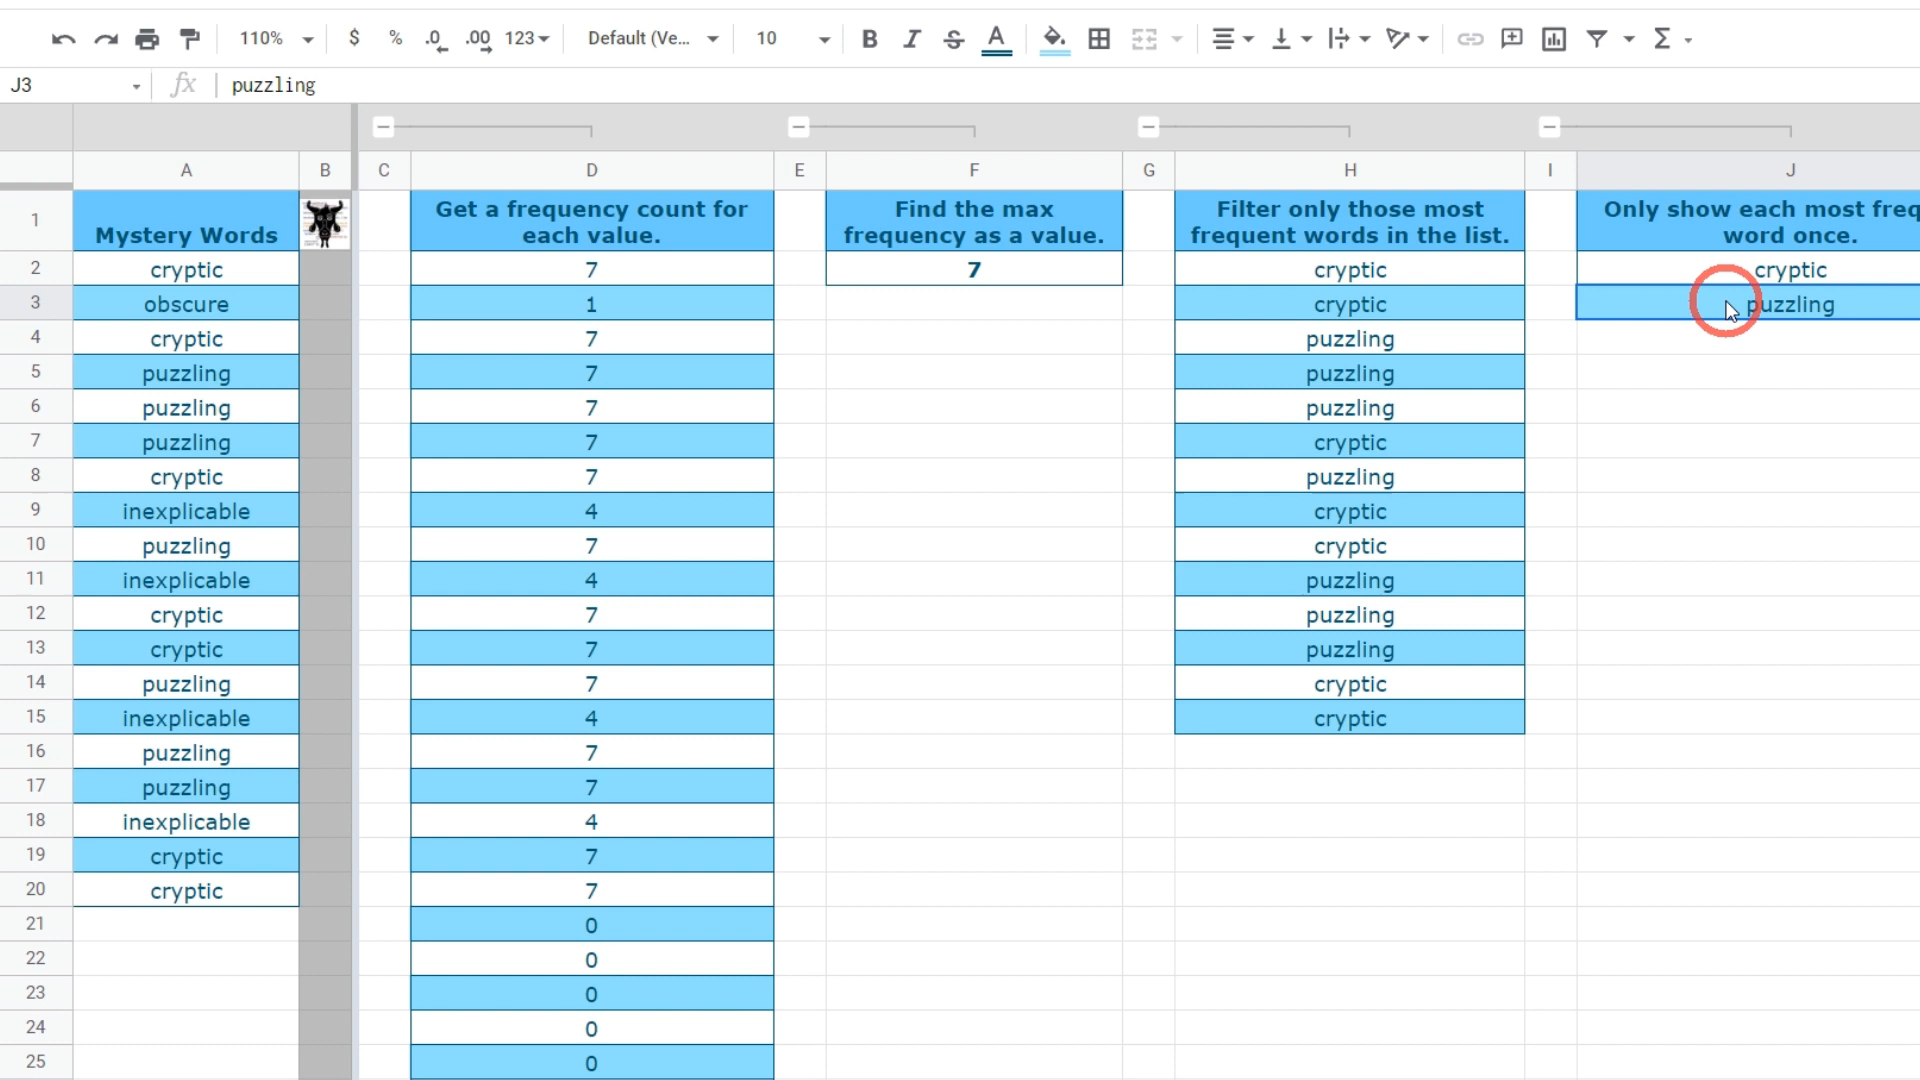 110% $ % .0 .00 123 Default (Ve... 10 B I S A Σ
J3 fx puzzling
A B C D E F G H I J
1 Mystery Words Get a frequency count for each value. Find the max frequency as a value. Filter only those most frequent words in the list. Only show each most freq word once.
2 cryptic 7 7 cryptic cryptic
3 obscure 1 cryptic puzzling
4 cryptic 7 puzzling
5 puzzling 7 puzzling
6 puzzling 7 puzzling
7 puzzling 7 cryptic
8 cryptic 7 puzzling
9 inexplicable 4 cryptic
10 puzzling 7 cryptic
11 inexplicable 4 puzzling
12 cryptic 7 puzzling
13 cryptic 7 puzzling
14 puzzling 7 cryptic
15 inexplicable 4 cryptic
16 puzzling 7
17 puzzling 7
18 inexplicable 4
19 cryptic 7
20 cryptic 7
21 0
22 0
23 0
24 0
25 0